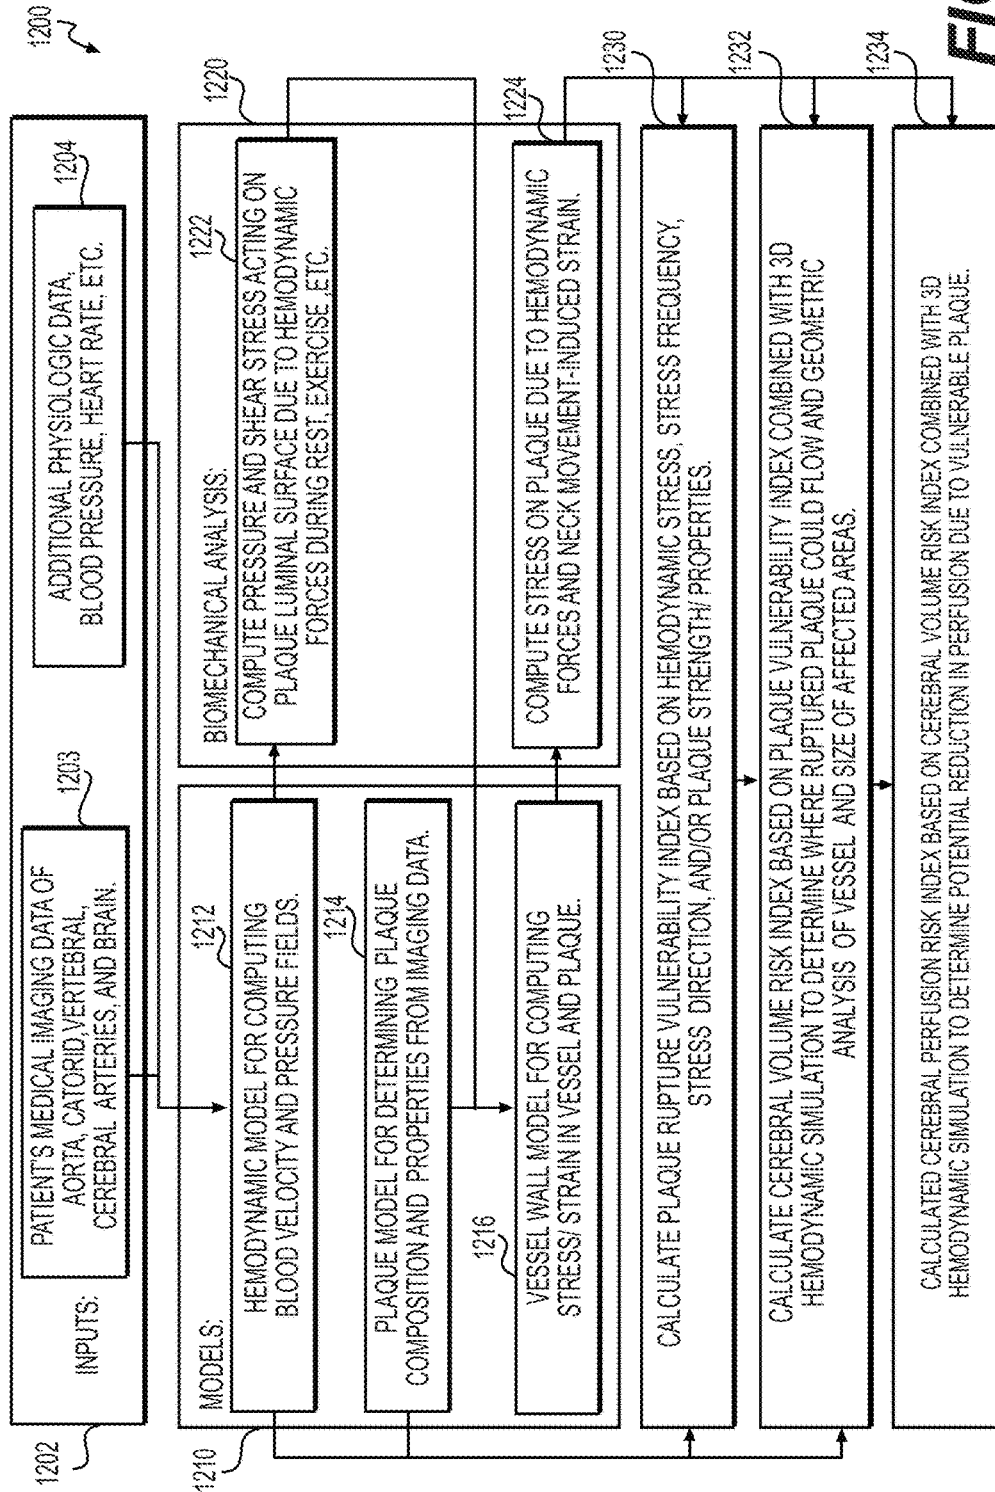 1200
1202
INPUTS:
1203
PATIENT'S MEDICAL IMAGING DATA OF
AORTA, CATORID,VERTEBRAL,
CEREBRAL ARTERIES, AND BRAIN.
1204
ADDITIONAL PHYSIOLOGIC DATA,
BLOOD PRESSURE, HEART RATE, ETC.
1210
MODELS:
1212
HEMODYNAMIC MODEL FOR COMPUTING
BLOOD VELOCITY AND PRESSURE FIELDS.
1214
PLAQUE MODEL FOR DETERMINING PLAQUE
COMPOSITION AND PROPERTIES FROM IMAGING DATA.
1216
VESSEL WALL MODEL FOR COMPUTING
STRESS/ STRAIN IN VESSEL AND PLAQUE.
1220
BIOMECHANICAL ANALYSIS:
1222
COMPUTE PRESSURE AND SHEAR STRESS ACTING ON
PLAQUE LUMINAL SURFACE DUE TO HEMODYNAMIC
FORCES DURING REST, EXERCISE ,ETC.
1224
COMPUTE STRESS ON PLAQUE DUE TO HEMODYNAMIC
FORCES AND NECK MOVEMENT-INDUCED STRAIN.
1230
CALCULATE PLAQUE RUPTURE VULNERABILITY INDEX BASED ON HEMODYNAMIC STRESS, STRESS FREQUENCY,
STRESS DIRECTION, AND/OR PLAQUE STRENGTH/ PROPERTIES.
1232
CALCULATE CEREBRAL VOLUME RISK INDEX BASED ON PLAQUE VULNERABILITY INDEX COMBINED WITH 3D
HEMODYNAMIC SIMULATION TO DETERMINE WHERE RUPTURED PLAQUE COULD FLOW AND GEOMETRIC
ANALYSIS OF VESSEL AND SIZE OF AFFECTED AREAS.
1234
CALCULATED CEREBRAL PERFUSION RISK INDEX BASED ON CEREBRAL VOLUME RISK INDEX COMBINED WITH 3D
HEMODYNAMIC SIMULATION TO DETERMINE POTENTIAL REDUCTION IN PERFUSION DUE TO VULNERABLE PLAQUE.